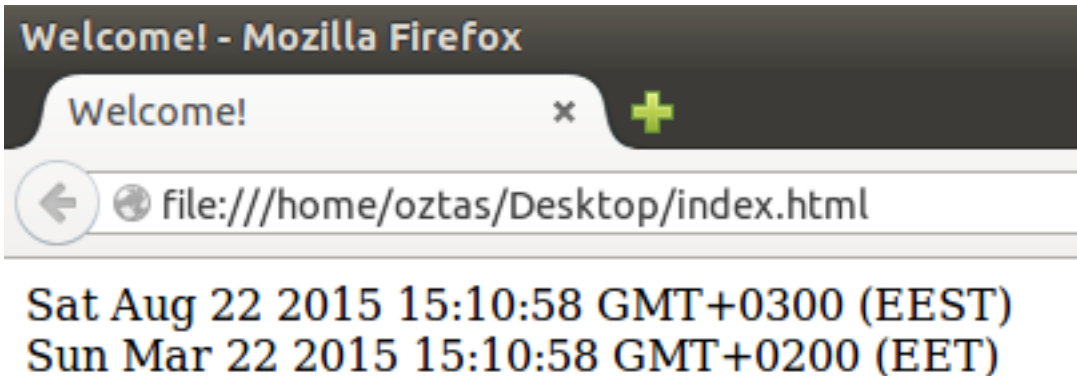 Welcome! - Mozilla Firefox
Welcome!
file:///home/oztas/Desktop/index.html
Sat Aug 22 2015 15:10:58 GMT+0300 (EEST)
Sun Mar 22 2015 15:10:58 GMT+0200 (EET)